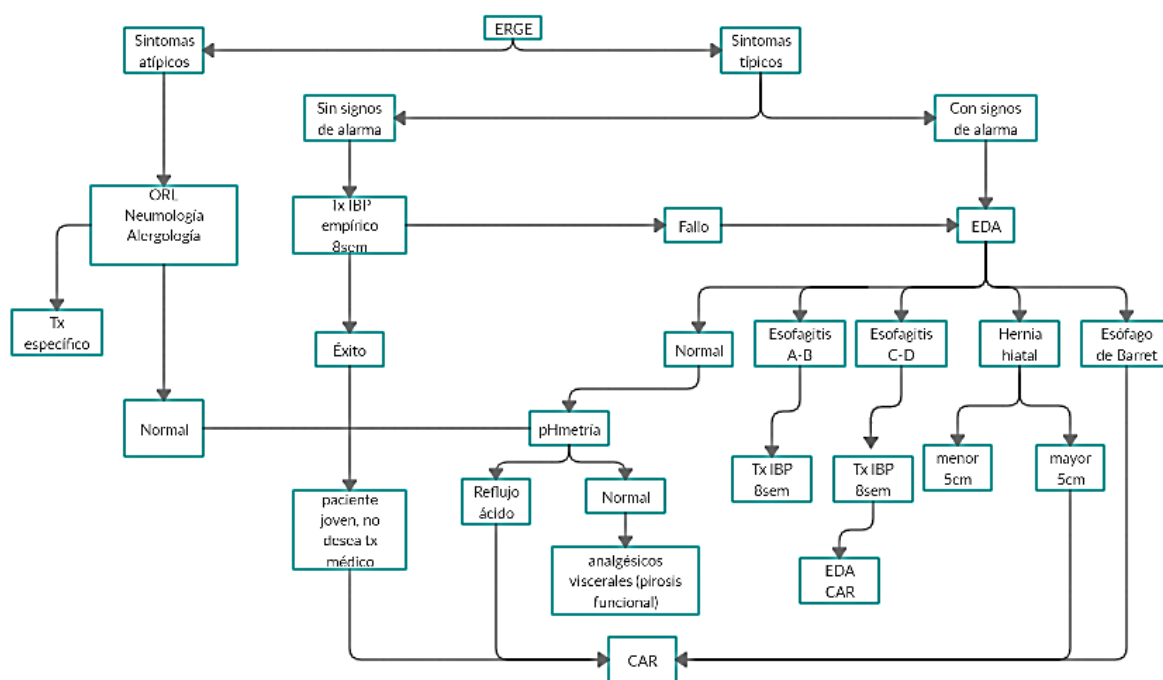 ERGE
Síntomas
atípicos
Síntomas
típicos
Sin signos
de alarma
Con signos
de alarma
ORL
Neumología
Alergología
Tx IBP
empírico
8sem
Fallo
EDA
Tx
específico
Éxito
Normal
Esofagitis
A-B
Esofagitis
C-D
Hernia
hiatal
Esófago
de Barret
Normal
pHmetría
Tx IBP
8sem
Tx IBP
8sem
menor
5cm
mayor
5cm
Reflujo
ácido
Normal
paciente
joven, no
desea tx
médico
analgésicos
viscerales (pirosis
funcional)
EDA
CAR
CAR